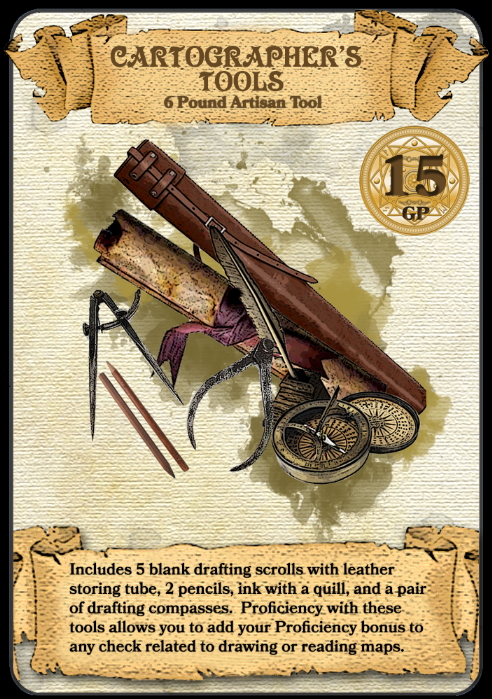 CARTOGRAPHER'S
TOOLS
6 Pound Artisan Tool
15
GP
Includes 5 blank drafting scrolls with leather
storing tube, 2 pencils, ink with a quill, and a pair
of drafting compasses. Proficiency with these
tools allows you to add your Proficiency bonus to
any check related to drawing or reading maps.